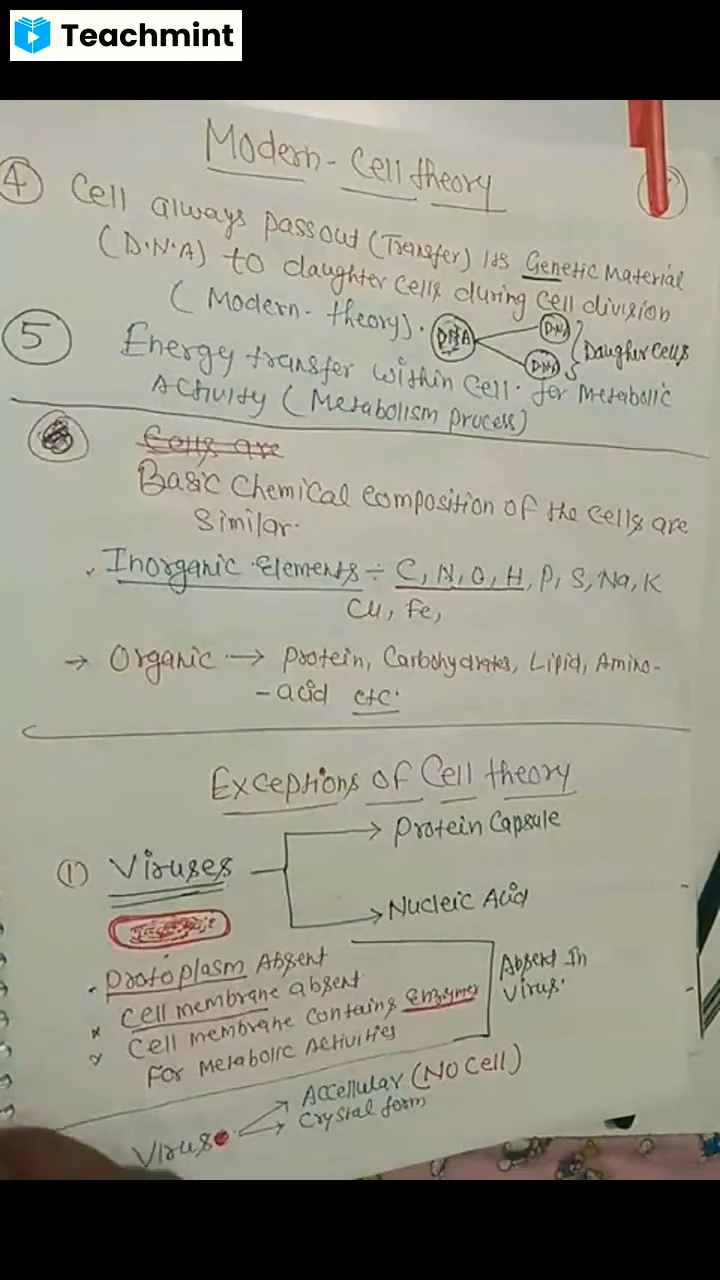 Teachmint
Modern - Cell theory
④ Cell always passout (Transfer) Its Genetic Material
(D.N.A) to daughter cells during cell division
(Modern - theory).
DNA
DNA
DNA
Daugher cells
⑤ Energy transfer within cell. for Metabolic
Activity (Metabolism Process)
Cells are
Basic Chemical composition of the cells are
Similar.
Inorganic Elements ÷ C, N, O, H, P, S, Na, K
Cu, Fe,
→ Organic → Protein, Carbohydrates, Lipid, Amino-
- acid etc.
Exceptions of Cell theory
① Viruses
→ Protein Capsule
→ Nucleic Acid
Protoplasm Absent
× Cell membrane absent
× Cell membrane contains Enzymes
For Metabolic Activities
Absent In
Virus.
Virus
→ Accellular (No Cell)
→ Crystal form